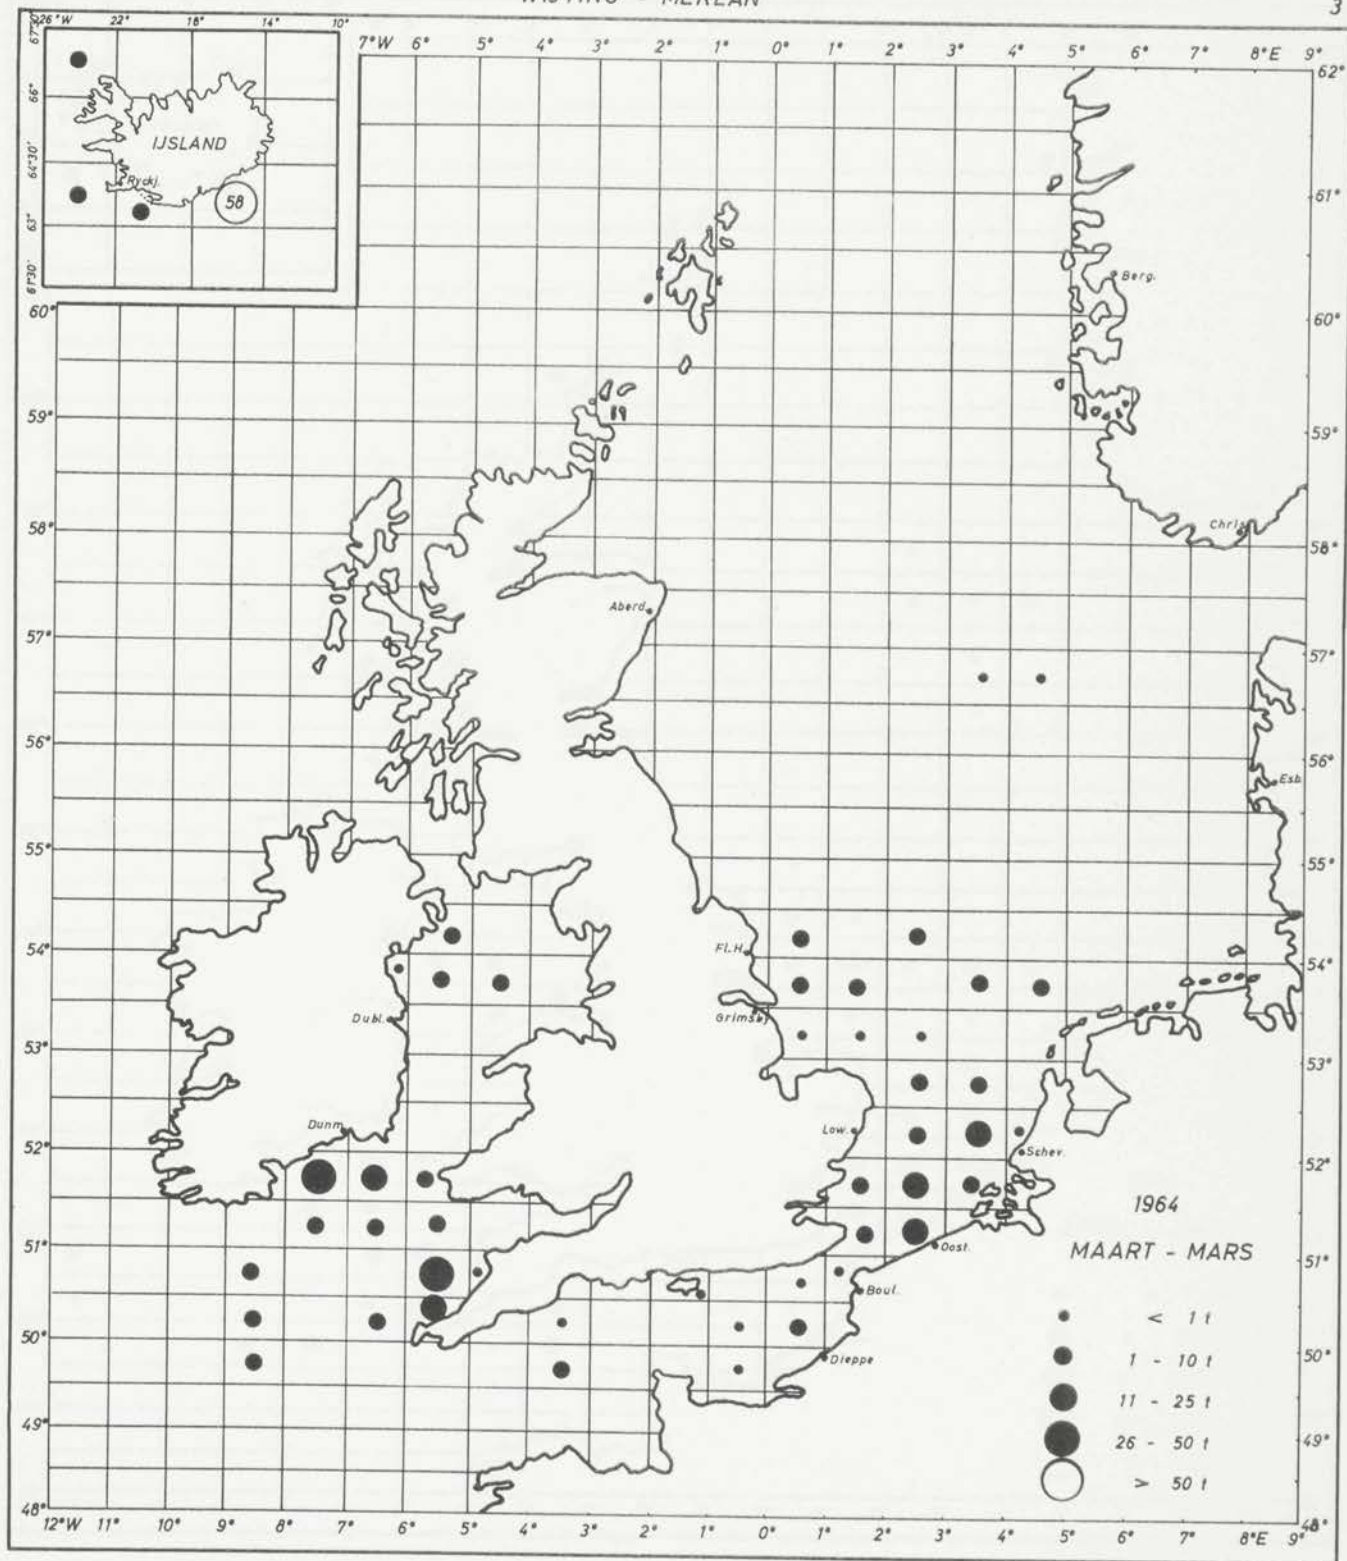 WIJTING - MERLAN
3
26°W 22° 18° 14° 10°
66°
64°30'
63°
61°30'
IJSLAND
Ryckj.
58
7°W 6° 5° 4° 3° 2° 1° 0° 1° 2° 3° 4° 5° 6° 7° 8°E 9°
62°
61°
Berg.
60° 60°
59° 59°
Chris.
58° 58°
Aberd.
57° 57°
56° 56°
Esb.
55° 55°
Fl.H.
54° 54°
Dubl.
Grimsby
53° 53°
Dunm.
Low.
Schev.
52° 52°
51° 51°
Oost.
Boul.
50° 50°
Dieppe
49° 49°
48° 48°
12°W 11° 10° 9° 8° 7° 6° 5° 4° 3° 2° 1° 0° 1° 2° 3° 4° 5° 6° 7° 8°E 9°
1964
MAART - MARS
< 1 t
1 - 10 t
11 - 25 t
26 - 50 t
> 50 t